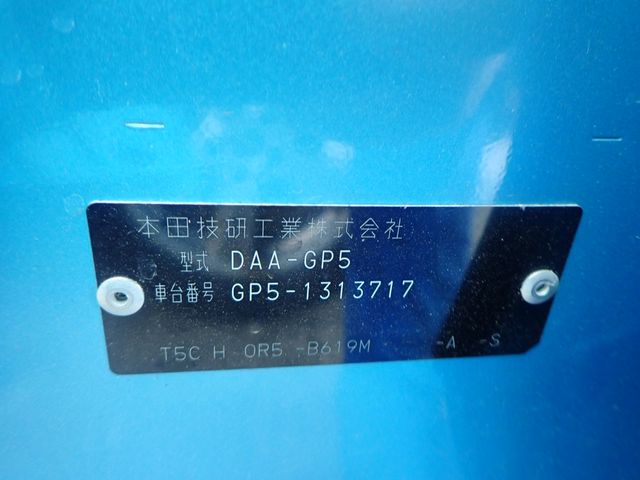 本田技研工業株式会社
型式 DAA-GP5
車台番号 GP5-1313717
T5C H 0R5 -B619M -A -S